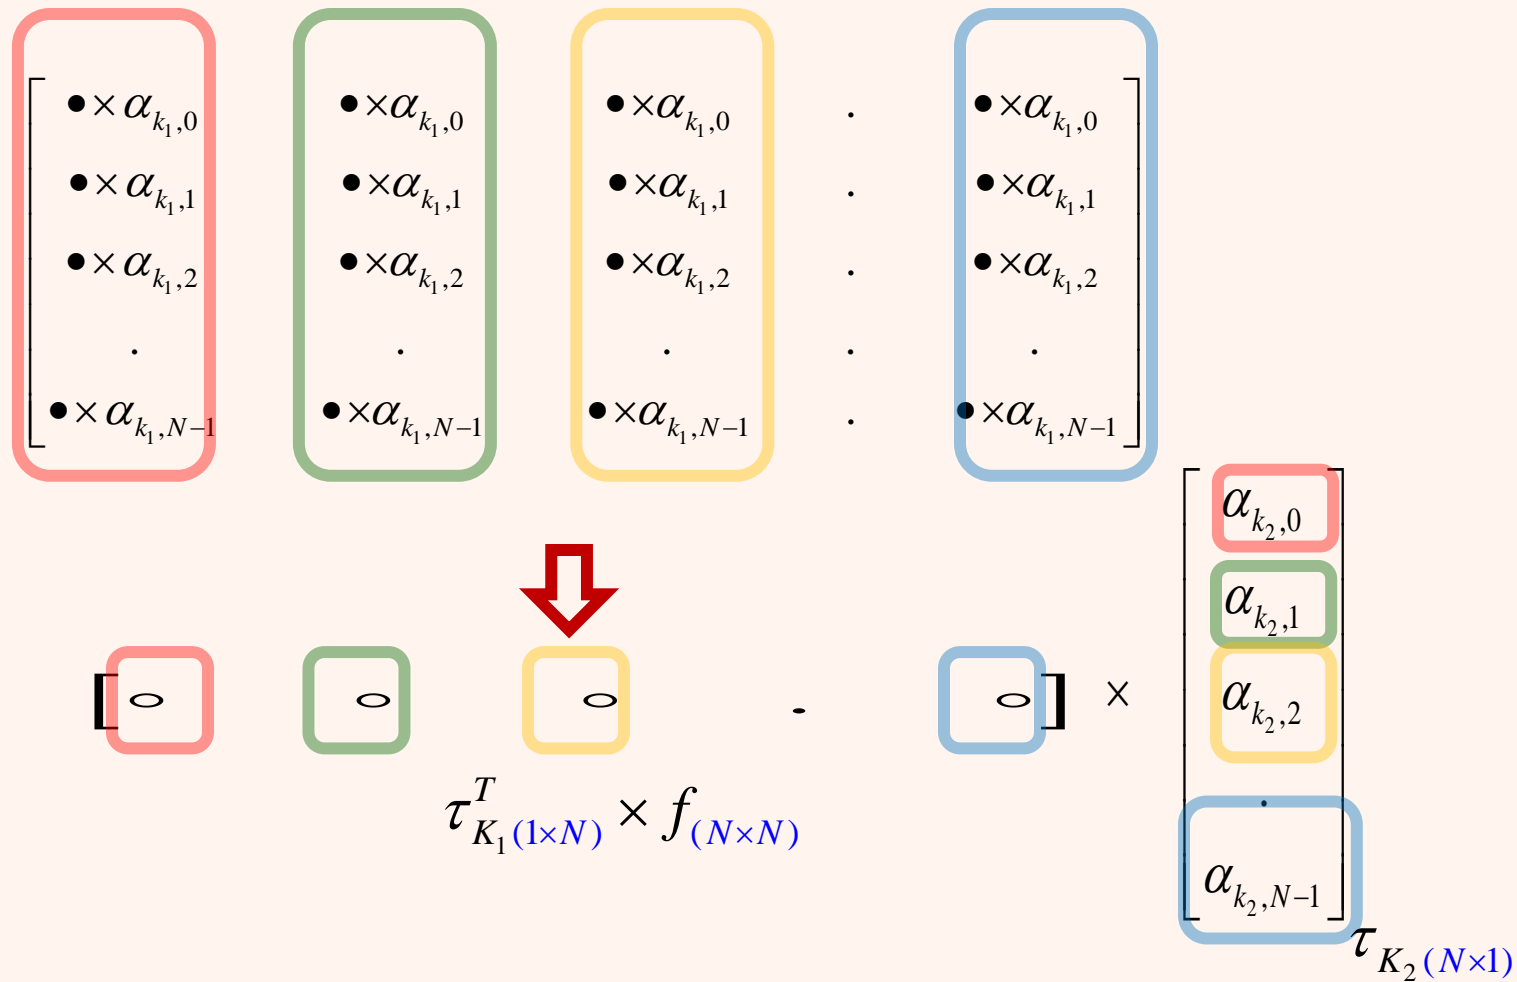 • × α_{k₁,0}   • × α_{k₁,0}   • × α_{k₁,0}   .   • × α_{k₁,0}
• × α_{k₁,1}   • × α_{k₁,1}   • × α_{k₁,1}   .   • × α_{k₁,1}
• × α_{k₁,2}   • × α_{k₁,2}   • × α_{k₁,2}   .   • × α_{k₁,2}
.   .   .   .   .
• × α_{k₁,N−1}   • × α_{k₁,N−1}   • × α_{k₁,N−1}   .   • × α_{k₁,N−1}
[ ○   ○   ○   .   ○ ] ×
α_{k₂,0}
α_{k₂,1}
α_{k₂,2}
.
α_{k₂,N−1}
τ^T_{K₁ (1×N)} × f_{(N×N)}
τ_{K₂ (N×1)}